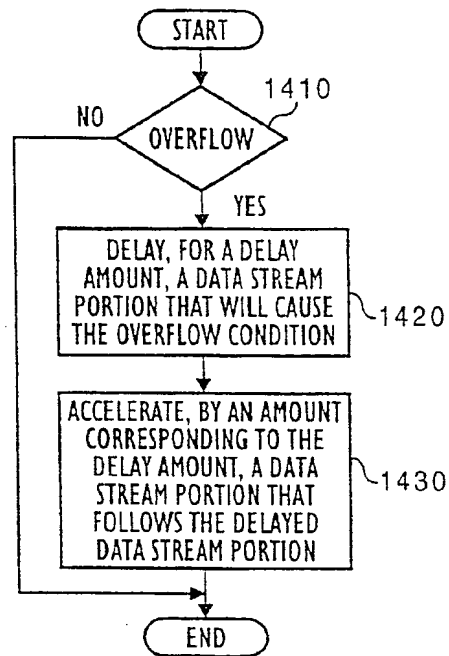 START
1410
NO
OVERFLOW
YES
DELAY, FOR A DELAY
AMOUNT, A DATA STREAM
PORTION THAT WILL CAUSE
THE OVERFLOW CONDITION
1420
ACCELERATE, BY AN AMOUNT
CORRESPONDING TO THE
DELAY AMOUNT, A DATA
STREAM PORTION THAT
FOLLOWS THE DELAYED
DATA STREAM PORTION
1430
END